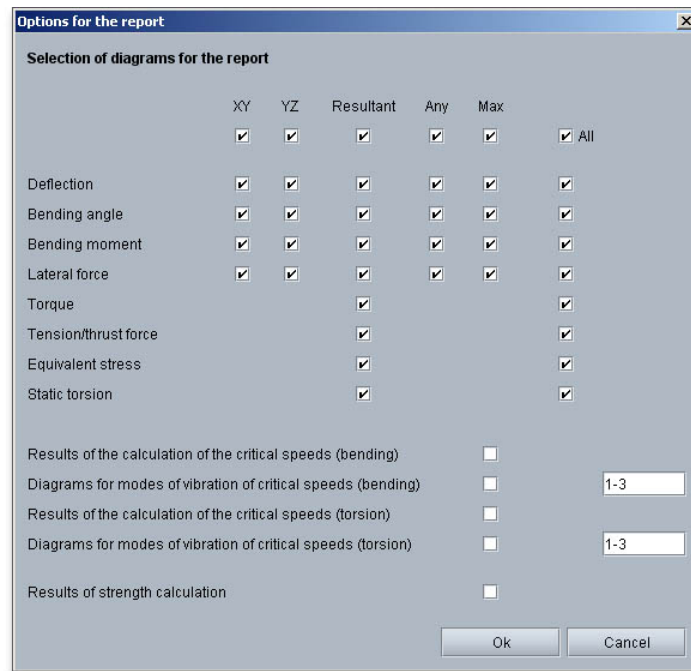 Options for the report
Selection of diagrams for the report
XY YZ Resultant Any Max
All
Deflection
Bending angle
Bending moment
Lateral force
Torque
Tension/thrust force
Equivalent stress
Static torsion
Results of the calculation of the critical speeds (bending)
Diagrams for modes of vibration of critical speeds (bending) 1-3
Results of the calculation of the critical speeds (torsion)
Diagrams for modes of vibration of critical speeds (torsion) 1-3
Results of strength calculation
Ok Cancel